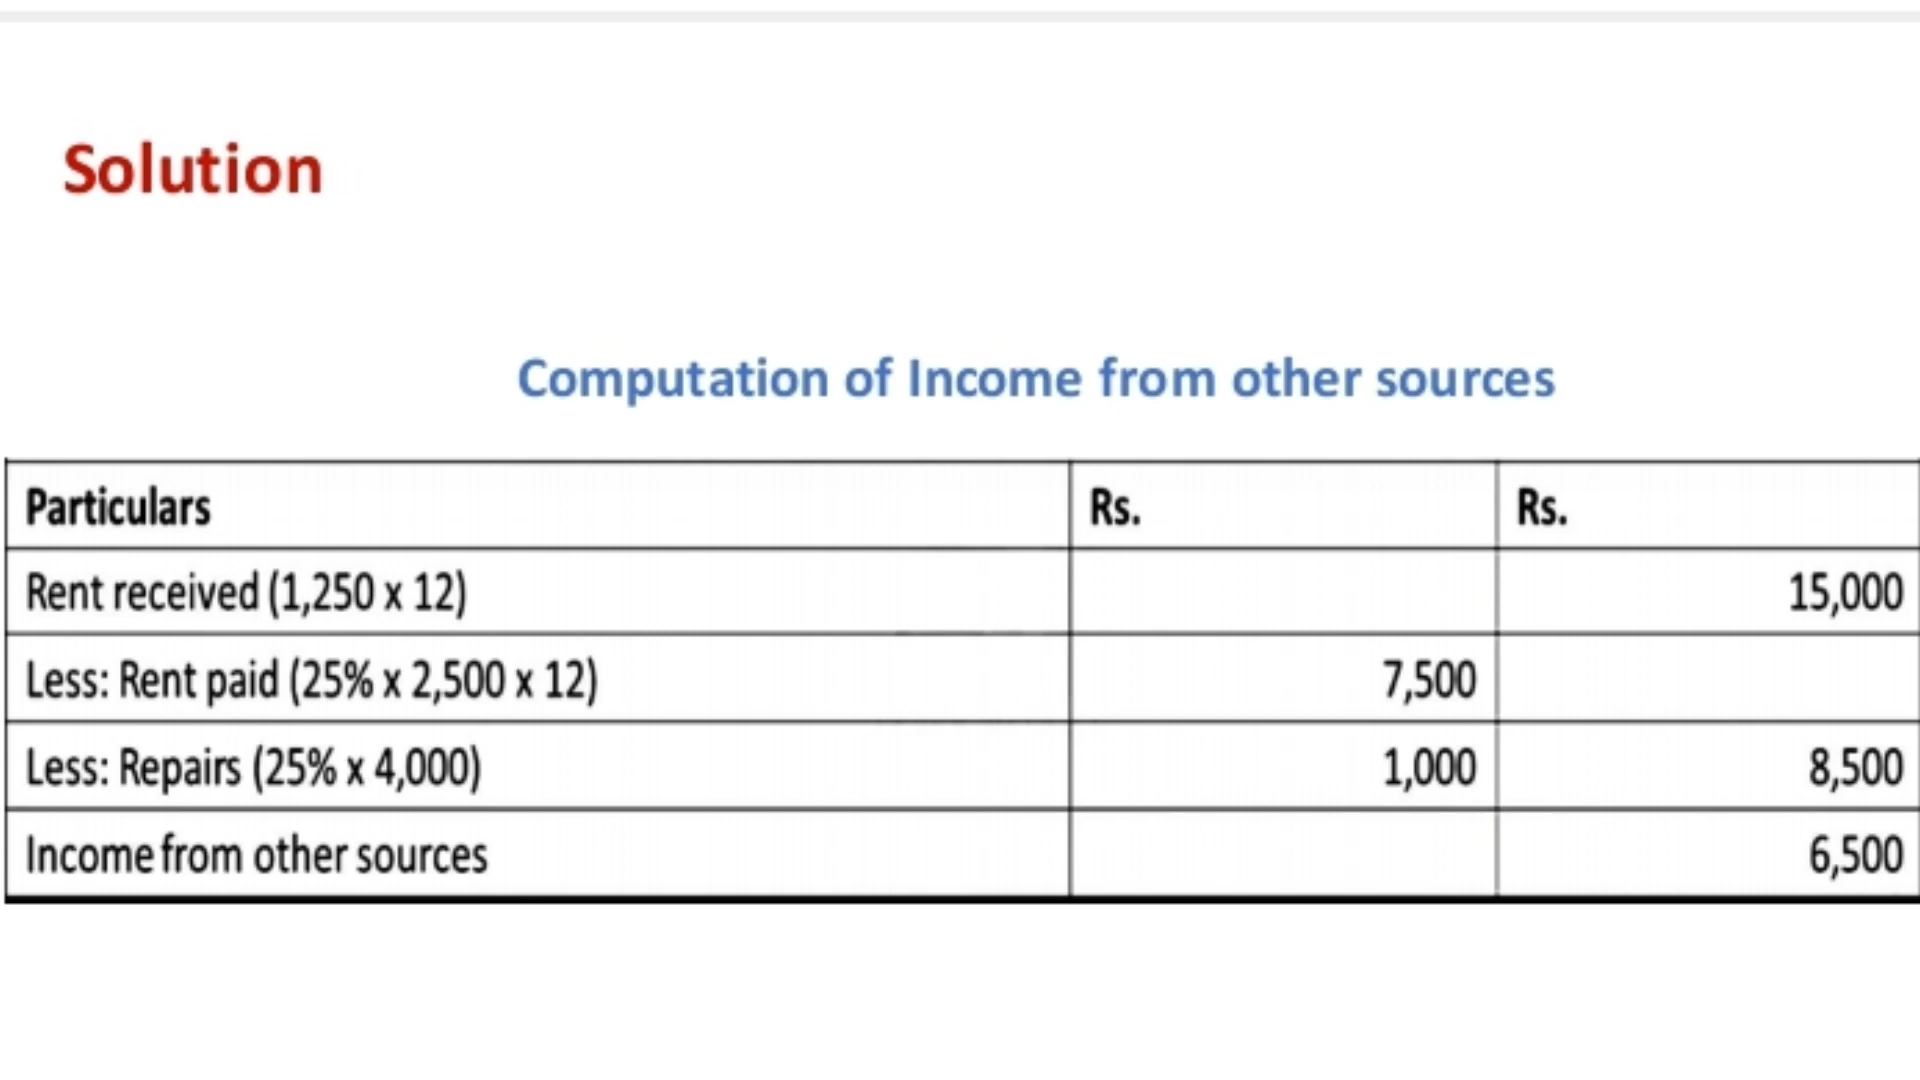 Solution
Computation of Income from other sources
Particulars Rs. Rs.
Rent received (1,250 x 12) 15,000
Less: Rent paid (25% x 2,500 x 12) 7,500
Less: Repairs (25% x 4,000) 1,000 8,500
Income from other sources 6,500